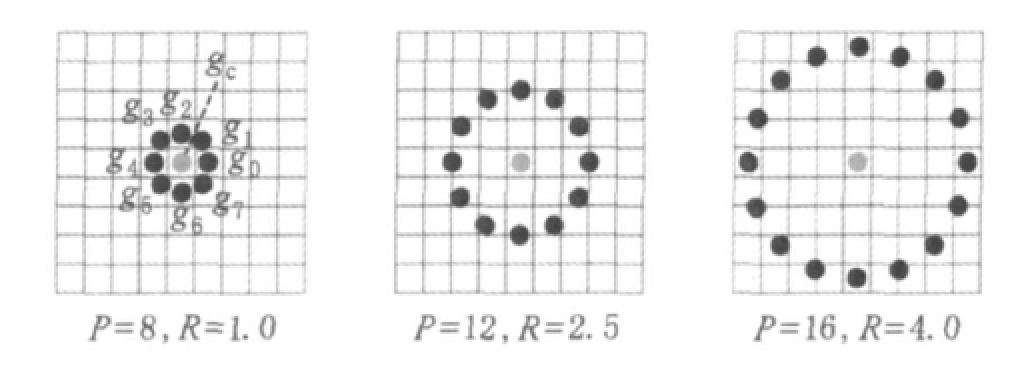 g_c
g_3 g_2 g_1
g_4 g_0
g_5 g_6 g_7
P=8, R=1.0
P=12, R=2.5
P=16, R=4.0